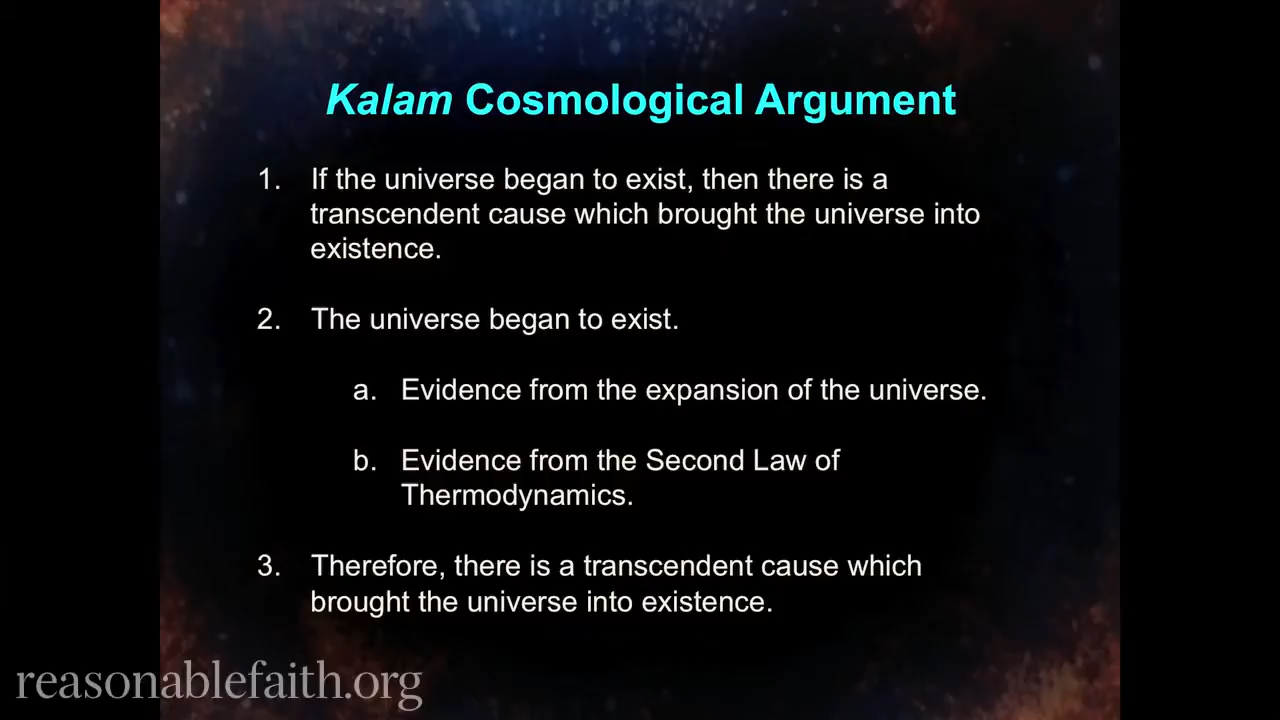 Kalam Cosmological Argument
1. If the universe began to exist, then there is a
transcendent cause which brought the universe into
existence.
2. The universe began to exist.
a. Evidence from the expansion of the universe.
b. Evidence from the Second Law of
Thermodynamics.
3. Therefore, there is a transcendent cause which
brought the universe into existence.
reasonablefaith.org